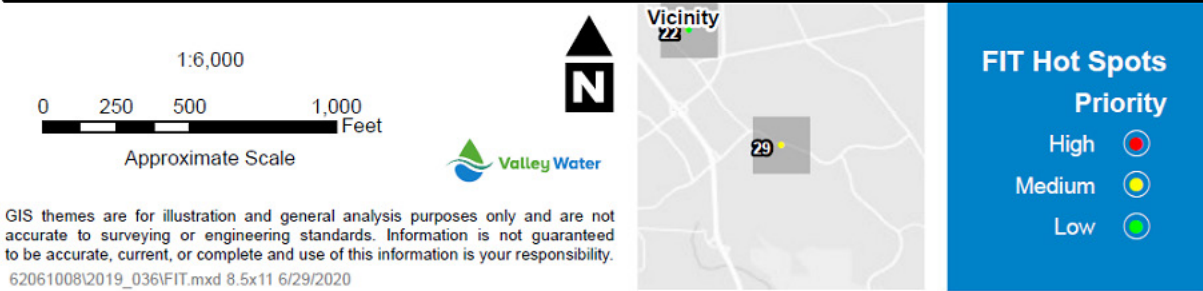 1:6,000
0 250 500 1,000
Feet
Approximate Scale
N
Valley Water
GIS themes are for illustration and general analysis purposes only and are not
accurate to surveying or engineering standards. Information is not guaranteed
to be accurate, current, or complete and use of this information is your responsibility.
62061008\2019_036\FIT.mxd 8.5x11 6/29/2020
Vicinity
22
29
FIT Hot Spots
Priority
High
Medium
Low